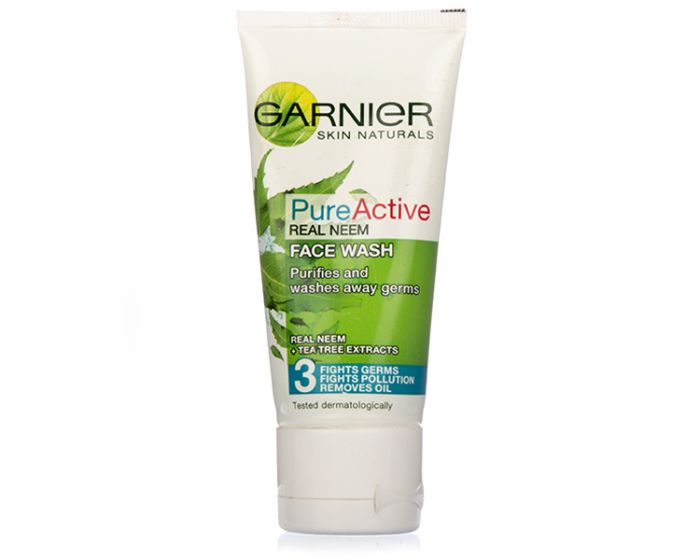 GARNIER
SKIN NATURALS
PureActive
REAL NEEM
FACE WASH
Purifies and
washes away germs
REAL NEEM
+ TEA TREE EXTRACTS
3 FIGHTS GERMS
FIGHTS POLLUTION
REMOVES OIL
Tested dermatologically